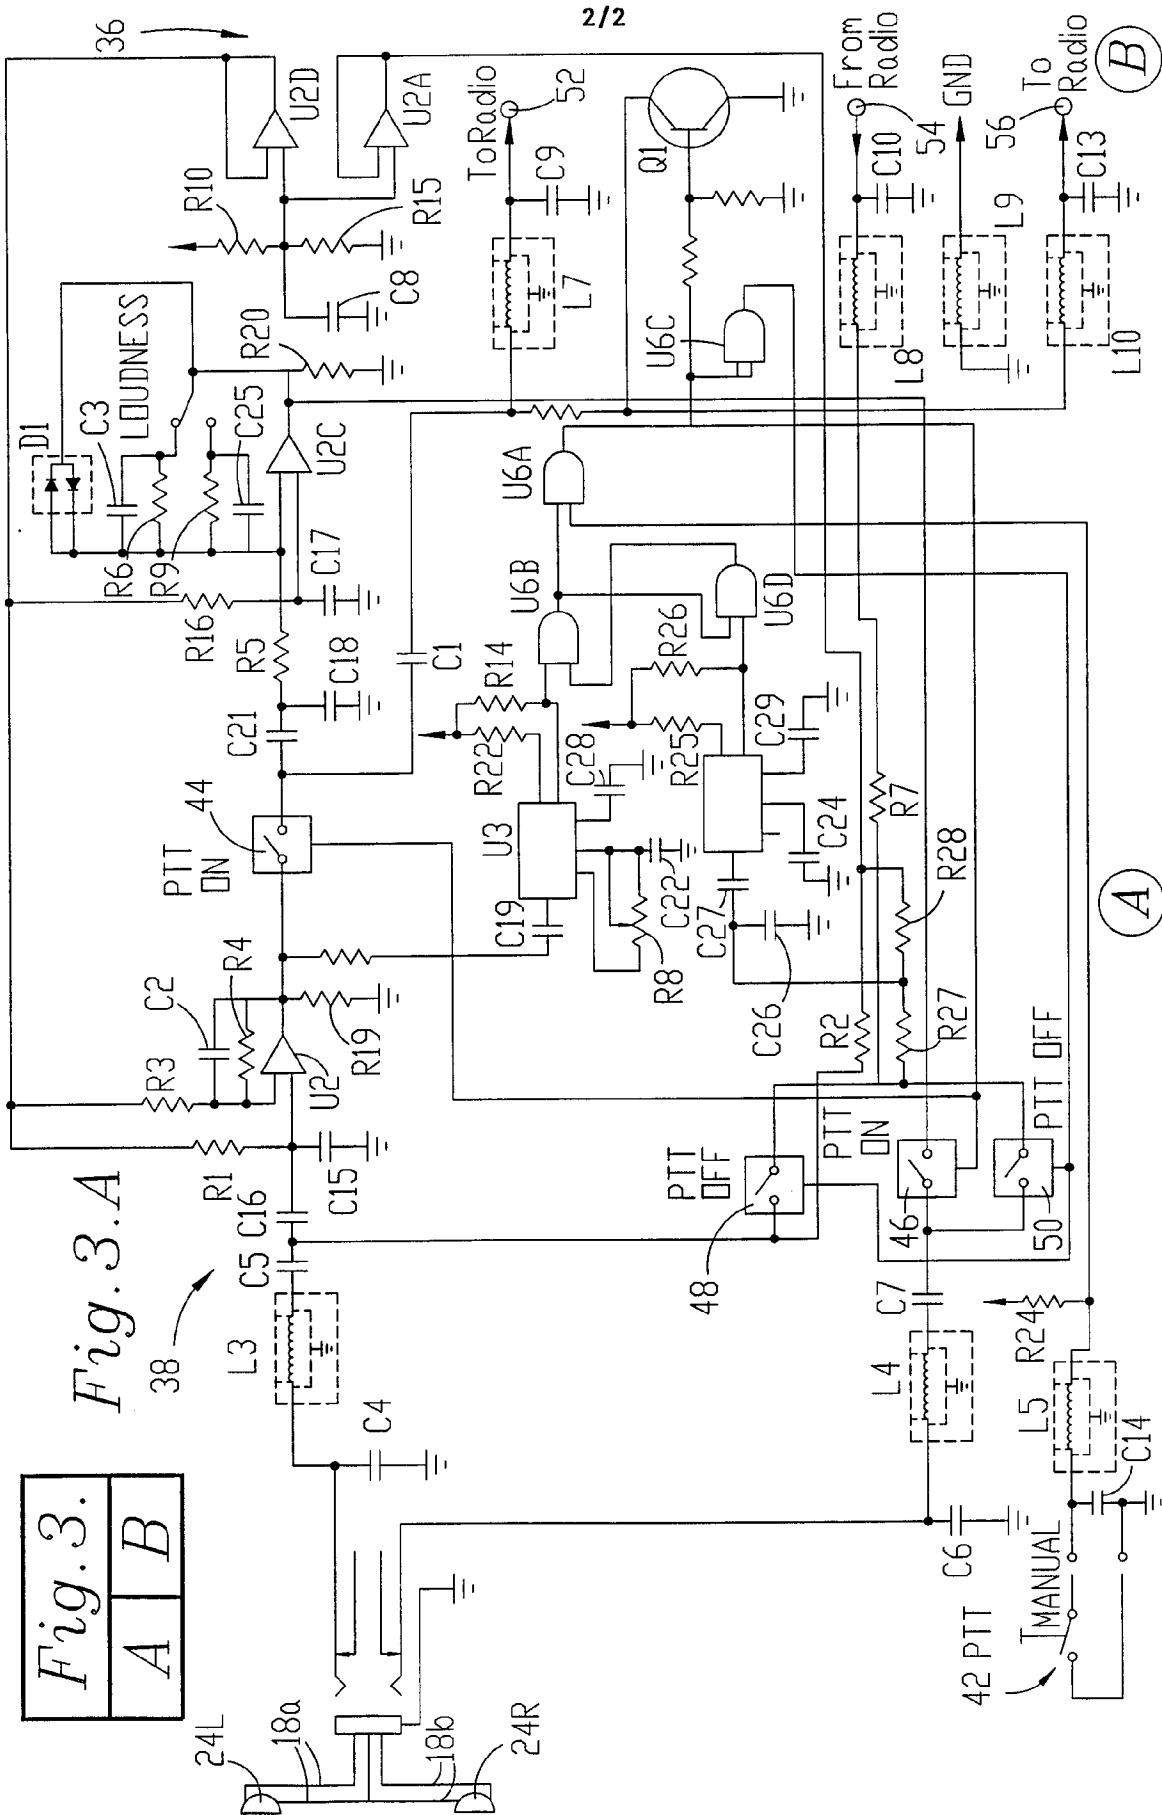 2/2
Fig.3.
A
B
Fig.3.A
38
36
24L
18a
18b
24R
C4
L3
C5
C16
R1
C15
R3
C2
R4
U2
R19
PTT
ON
44
C21
C18
R5
R16
C17
R9
R6
C3
D1
LOUDNESS
C25
U2C
R20
C8
R10
R15
U2D
U2A
C1
L7
C9
To Radio
52
Q1
U6C
U6A
U6B
U6D
R14
R22
U3
C19
C28
R8
C22
R26
R25
C29
C24
C27
C26
R7
R28
R27
R2
PTT
OFF
48
PTT
ON
46
PTT OFF
50
C7
L4
C6
R24
L5
C14
42 PTT
MANUAL
L8
C10
From
Radio
54
L9
GND
L10
C13
56
To
Radio
A
B